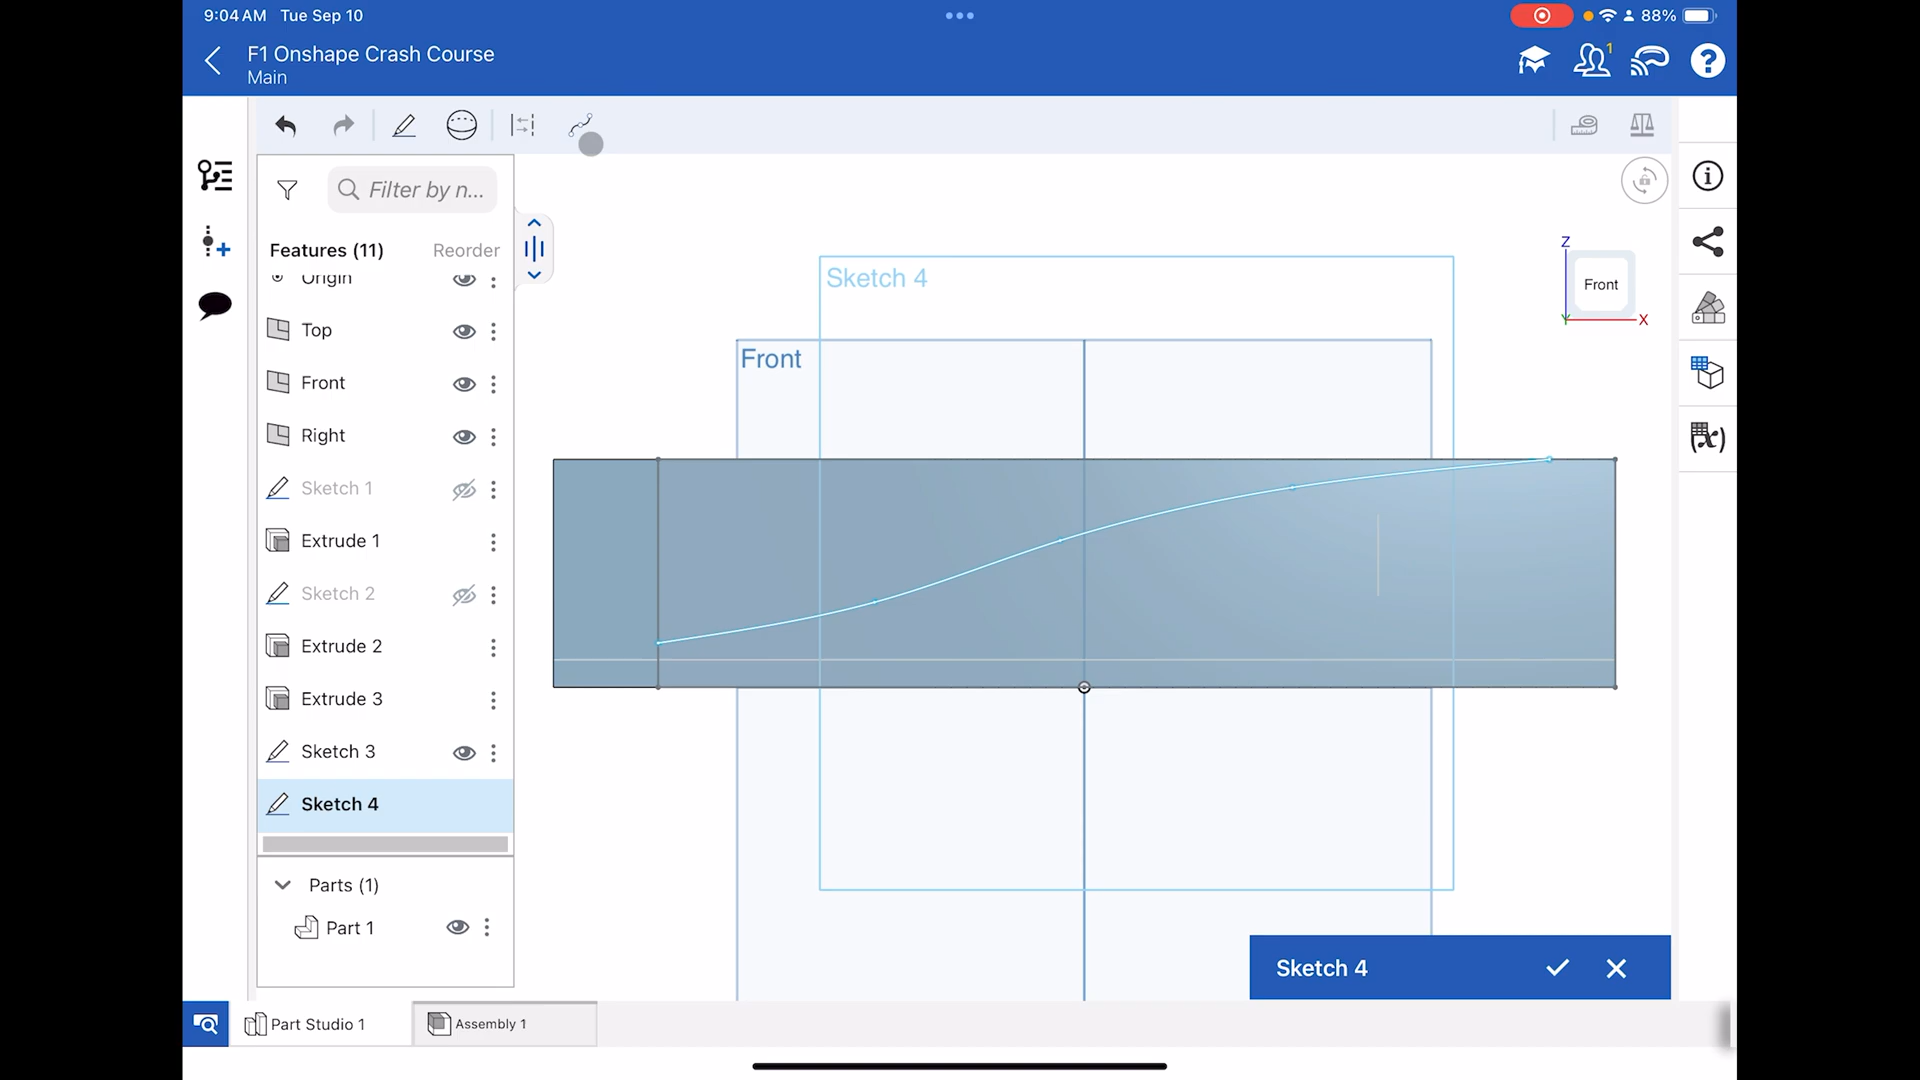 9:04 AM Tue Sep 10
88%
F1 Onshape Crash Course
Main
1
Filter by n...
Features (11) Reorder
Origin
Top
Front
Right
Sketch 1
Extrude 1
Sketch 2
Extrude 2
Extrude 3
Sketch 3
Sketch 4
Parts (1)
Part 1
Sketch 4
Front
Z
Front
X
Y
(x)
Sketch 4
Part Studio 1
Assembly 1